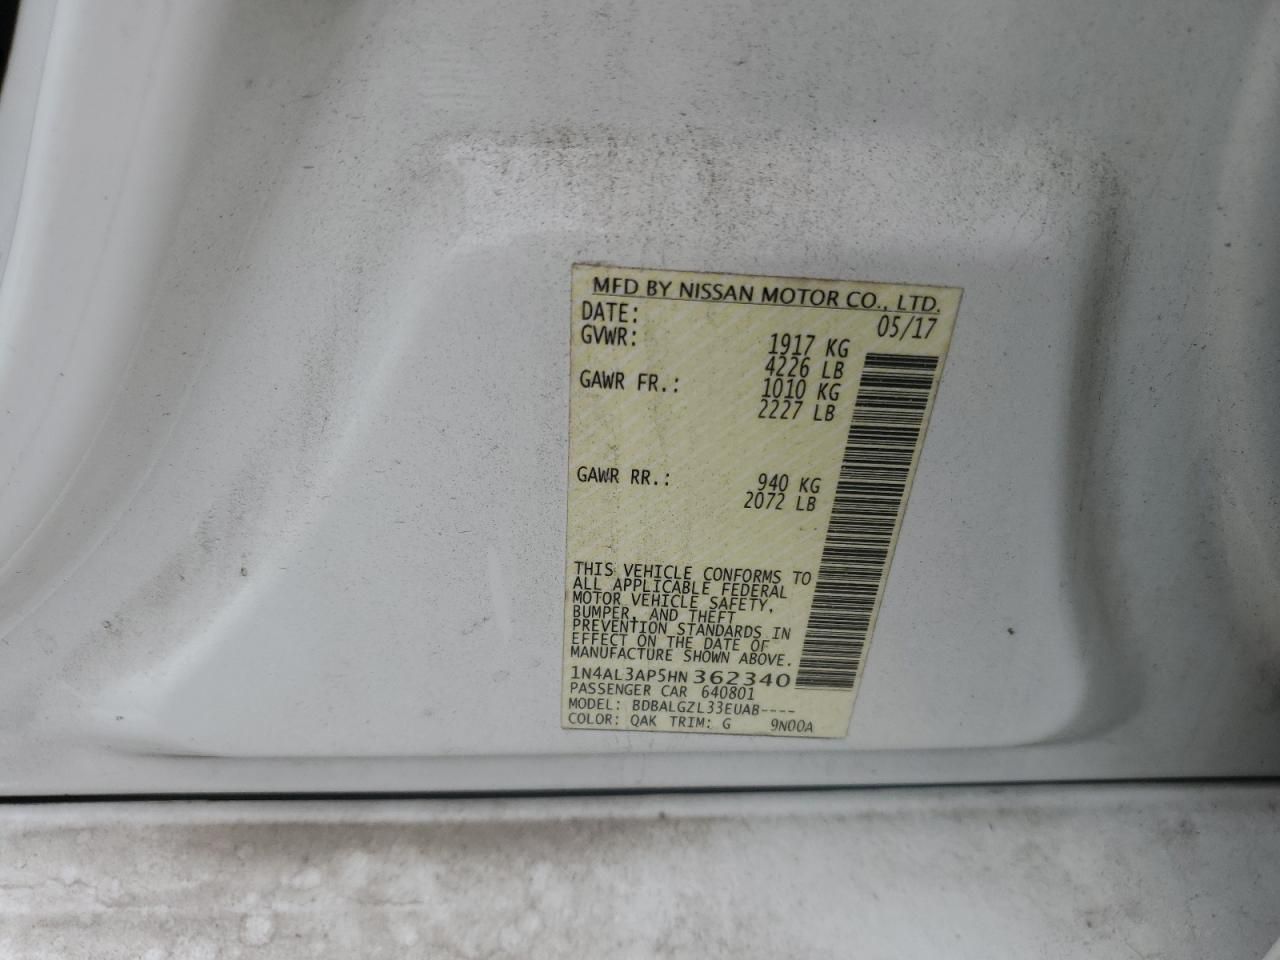 MFD BY NISSAN MOTOR CO., LTD.
DATE: 05/17
GVWR: 1917 KG
4226 LB
GAWR FR.: 1010 KG
2227 LB
GAWR RR.: 940 KG
2072 LB
THIS VEHICLE CONFORMS TO
ALL APPLICABLE FEDERAL
MOTOR VEHICLE SAFETY,
BUMPER, AND THEFT
PREVENTION STANDARDS IN
EFFECT ON THE DATE OF
MANUFACTURE SHOWN ABOVE.
1N4AL3AP5HN362340
PASSENGER CAR 640801
MODEL: BDBALGZL33EUAB----
COLOR: QAK TRIM: G 9N00A